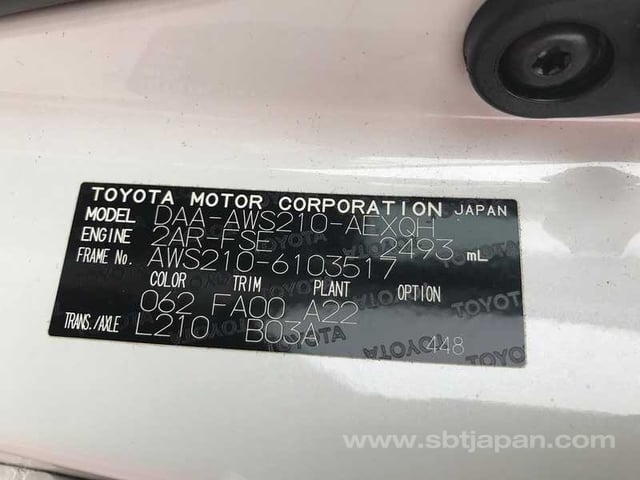 TOYOTA MOTOR CORPORATION JAPAN
MODEL DAA-AWS210-AEXQH
ENGINE 2AR-FSE 2493 mL
FRAME No. AWS210-6103517
COLOR TRIM PLANT OPTION
062 FA00 A22
TRANS./AXLE L210 B03A 448
www.sbtjapan.com